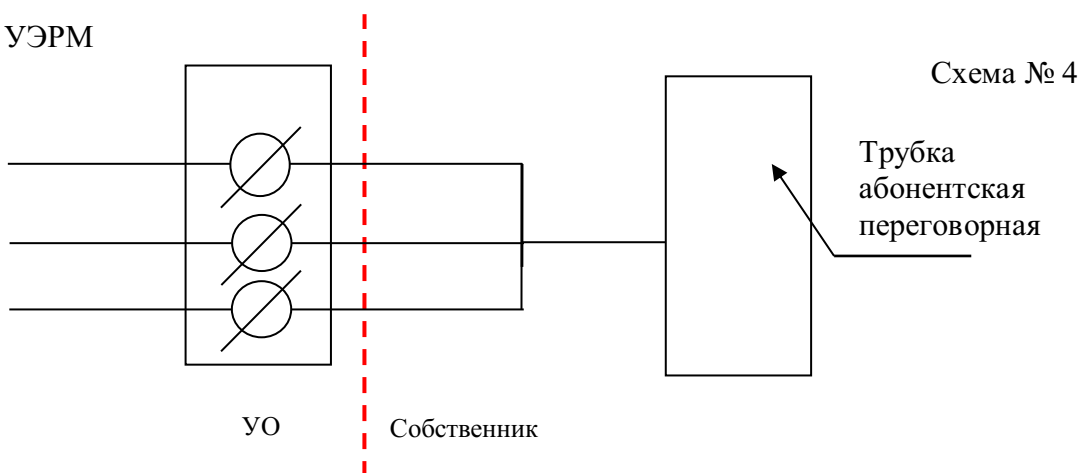 УЭРМ
Схема № 4
Трубка
абонентская
переговорная
УО
Собственник